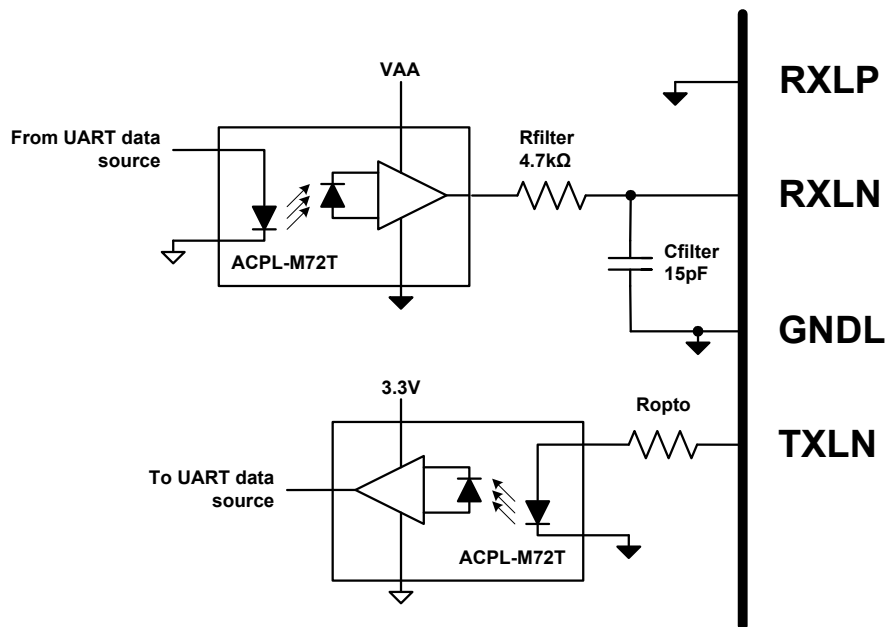 RXLP
VAA
From UART data
source
Rfilter
4.7kΩ
RXLN
ACPL-M72T
Cfilter
15pF
GNDL
3.3V
Ropto
TXLN
To UART data
source
ACPL-M72T